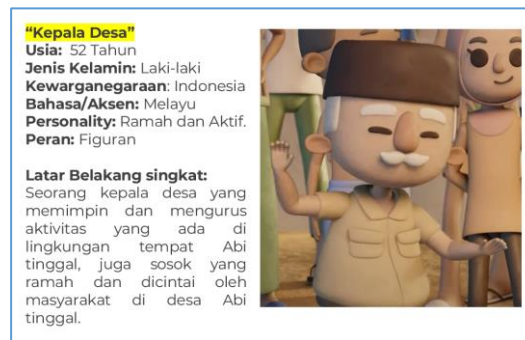 “Kepala Desa”
Usia: 52 Tahun
Jenis Kelamin: Laki-laki
Kewarganegaraan: Indonesia
Bahasa/Aksen: Melayu
Personality: Ramah dan Aktif.
Peran: Figuran
Latar Belakang singkat:
Seorang kepala desa yang
memimpin dan mengurus
aktivitas yang ada di
lingkungan tempat Abi
tinggal, juga sosok yang
ramah dan dicintai oleh
masyarakat di desa Abi
tinggal.